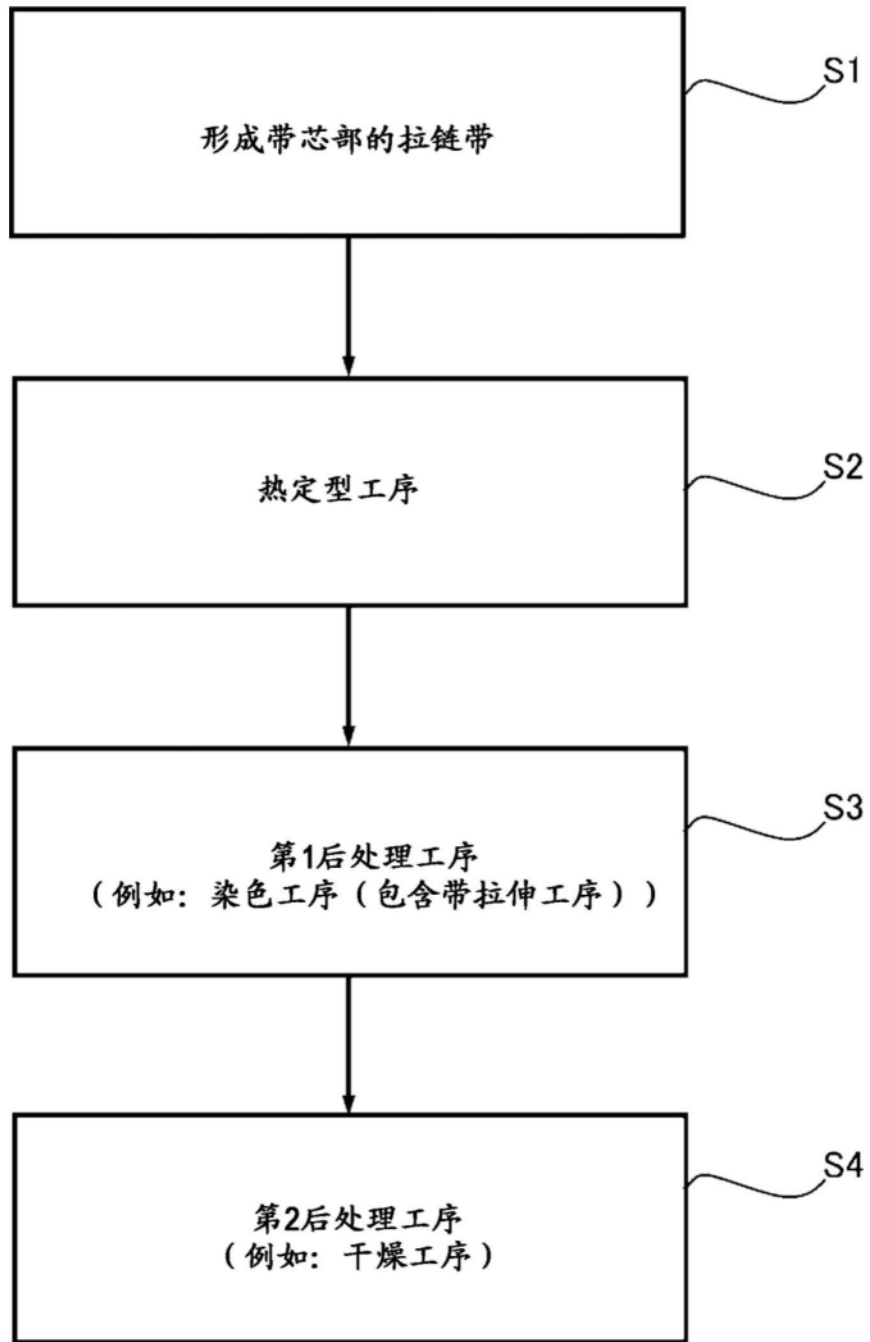 形成带芯部的拉链带
S1
热定型工序
S2
第1后处理工序
（例如：染色工序（包含带拉伸工序））
S3
第2后处理工序
（例如：干燥工序）
S4